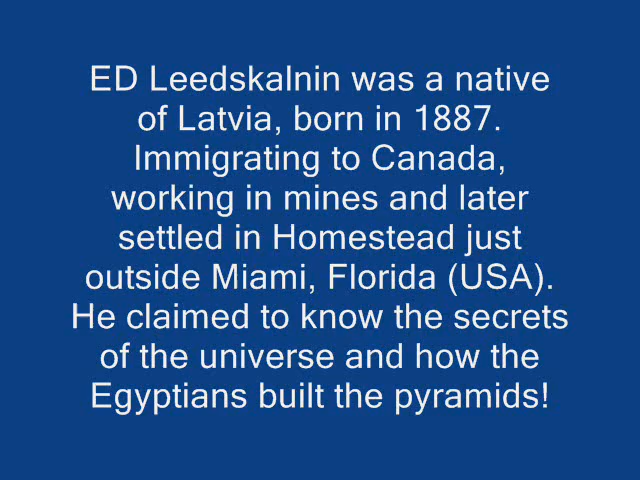 ED Leedskalnin was a native
of Latvia, born in 1887.
Immigrating to Canada,
working in mines and later
settled in Homestead just
outside Miami, Florida (USA).
He claimed to know the secrets
of the universe and how the
Egyptians built the pyramids!